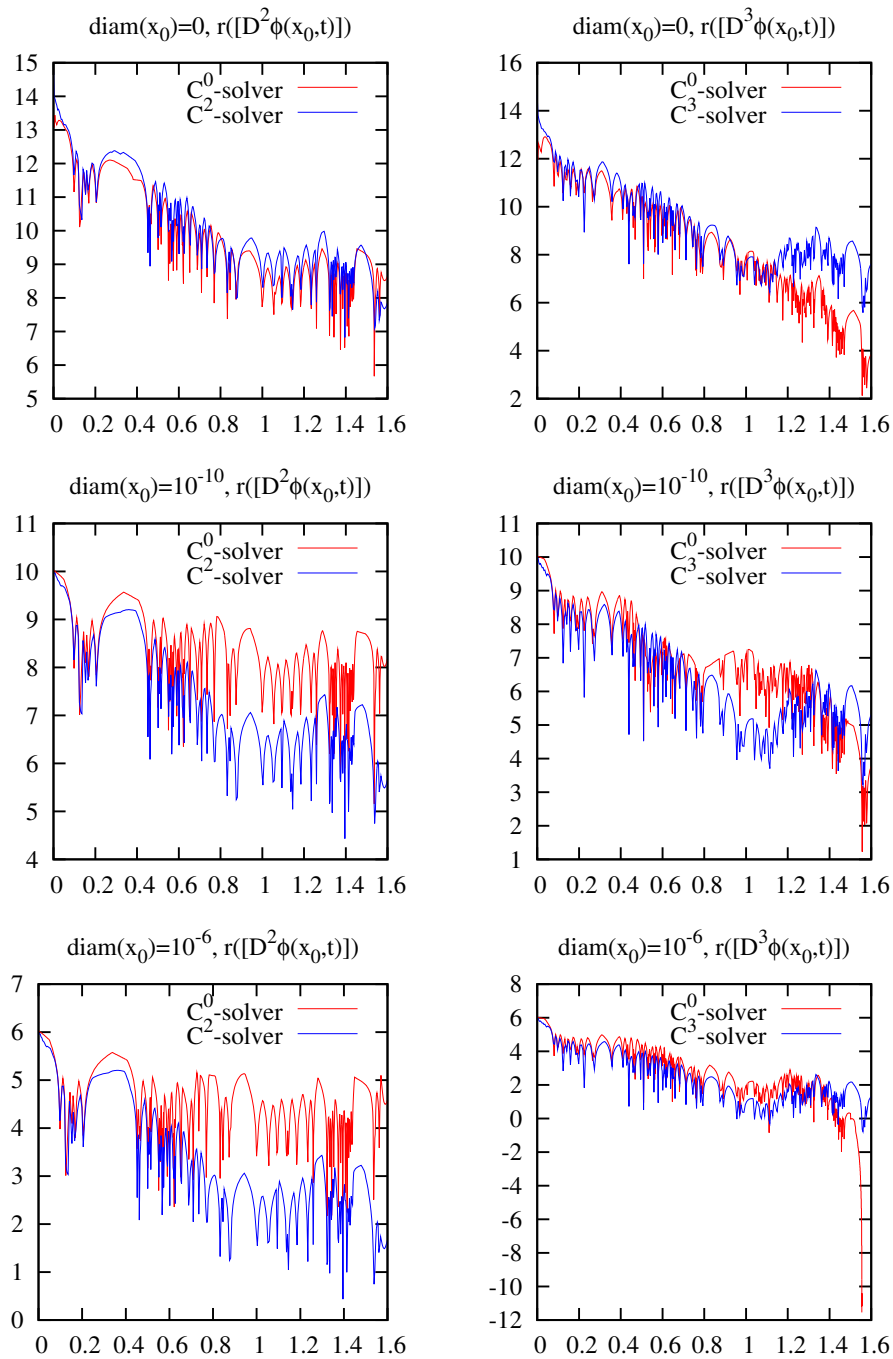 diam(x₀)=0, r([D²ϕ(x₀,t)])
15
14
13
12
11
10
9
8
7
6
5
C⁰-solver
C²-solver
0 0.2 0.4 0.6 0.8 1 1.2 1.4 1.6
diam(x₀)=0, r([D³ϕ(x₀,t)])
16
14
12
10
8
6
4
2
C⁰-solver
C³-solver
0 0.2 0.4 0.6 0.8 1 1.2 1.4 1.6
diam(x₀)=10⁻¹⁰, r([D²ϕ(x₀,t)])
11
10
9
8
7
6
5
4
C⁰-solver
C²-solver
0 0.2 0.4 0.6 0.8 1 1.2 1.4 1.6
diam(x₀)=10⁻¹⁰, r([D³ϕ(x₀,t)])
11
10
9
8
7
6
5
4
3
2
1
C⁰-solver
C³-solver
0 0.2 0.4 0.6 0.8 1 1.2 1.4 1.6
diam(x₀)=10⁻⁶, r([D²ϕ(x₀,t)])
7
6
5
4
3
2
1
0
C⁰-solver
C²-solver
0 0.2 0.4 0.6 0.8 1 1.2 1.4 1.6
diam(x₀)=10⁻⁶, r([D³ϕ(x₀,t)])
8
6
4
2
0
-2
-4
-6
-8
-10
-12
C⁰-solver
C³-solver
0 0.2 0.4 0.6 0.8 1 1.2 1.4 1.6